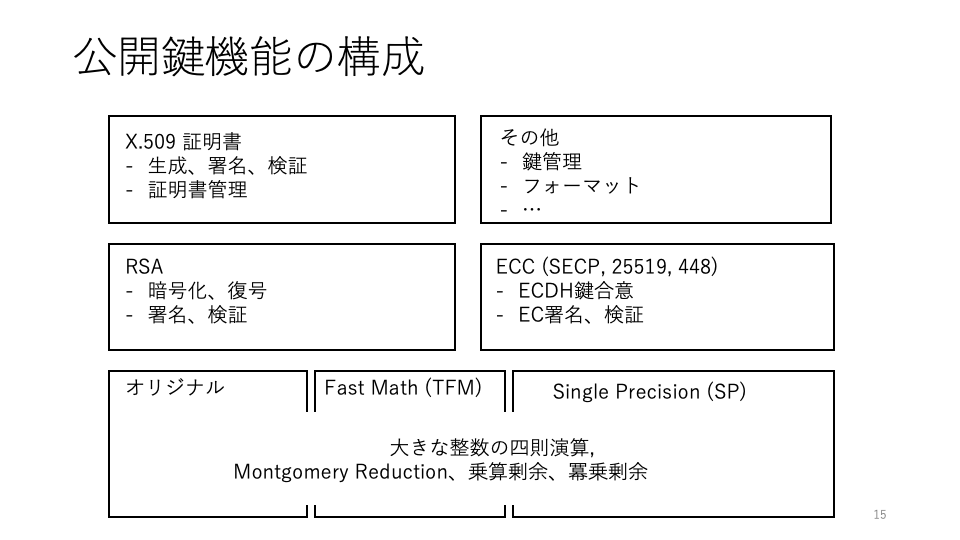 公開鍵機能の構成
X.509 証明書
- 生成、署名、検証
- 証明書管理
その他
- 鍵管理
- フォーマット
- …
RSA
- 暗号化、復号
- 署名、検証
ECC (SECP, 25519, 448)
- ECDH鍵合意
- EC署名、検証
オリジナル
Fast Math (TFM)
Single Precision (SP)
大きな整数の四則演算,
Montgomery Reduction、乗算剰余、冪乗剰余
15